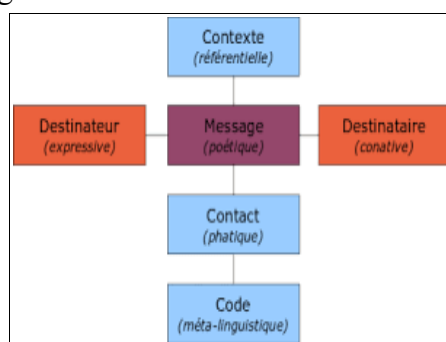 Contexte
(référentielle)
Destinateur
(expressive)
Message
(poétique)
Destinataire
(conative)
Contact
(phatique)
Code
(méta-linguistique)